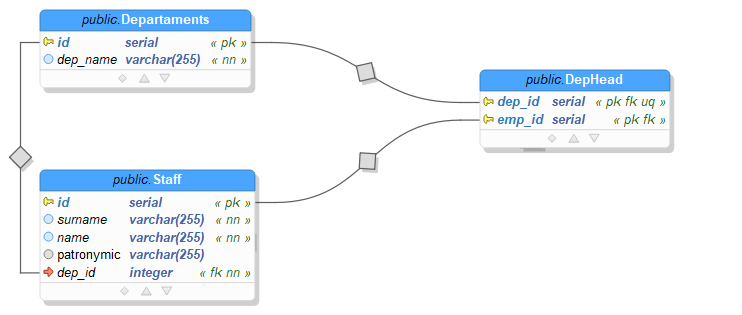 public.Departaments
id serial « pk »
dep_name varchar(255) « nn »
public.DepHead
dep_id serial « pk fk uq »
emp_id serial « pk fk »
public.Staff
id serial « pk »
surname varchar(255) « nn »
name varchar(255) « nn »
patronymic varchar(255)
dep_id integer « fk nn »